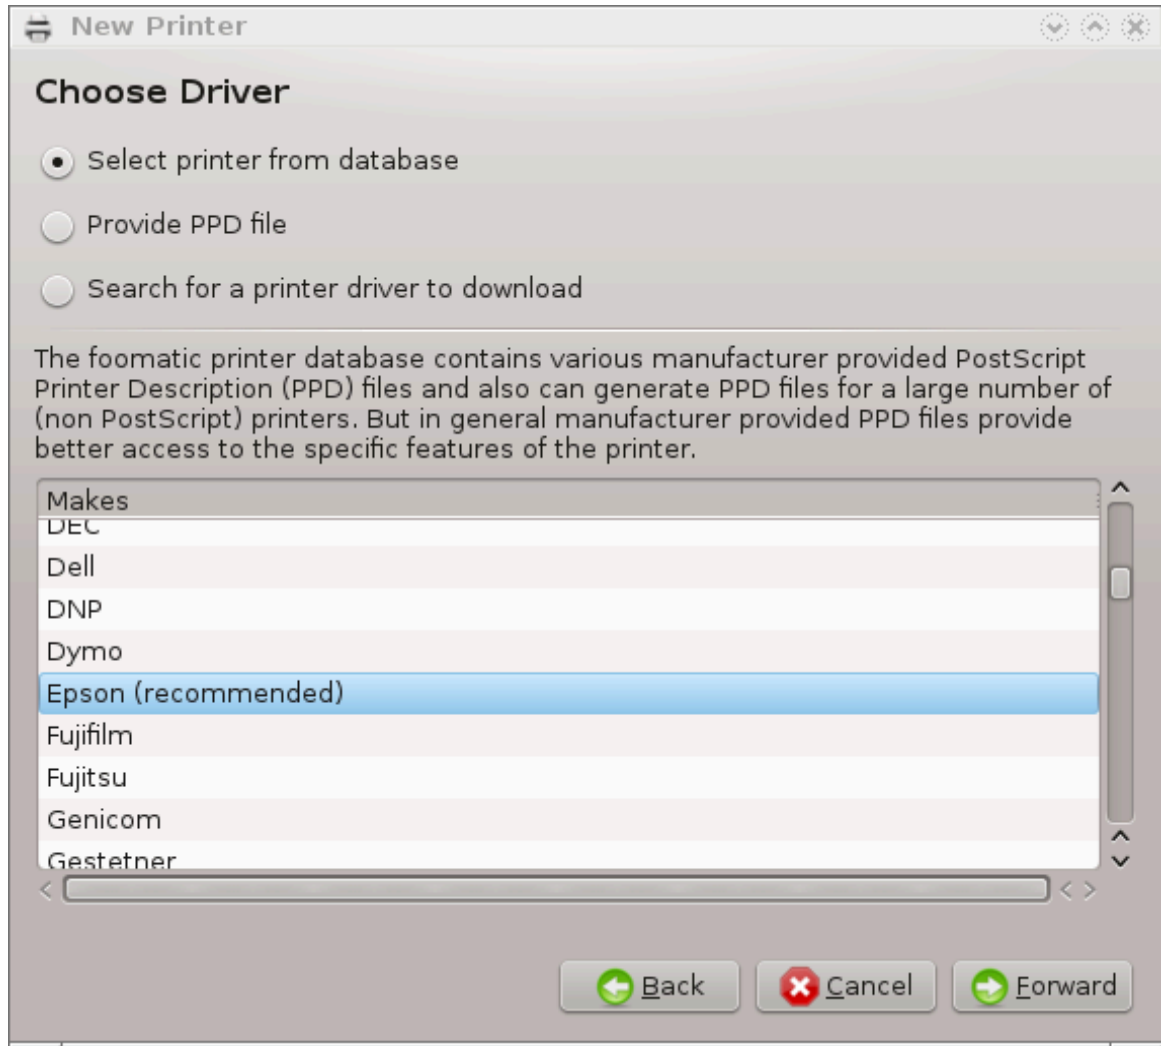 New Printer
Choose Driver
Select printer from database
Provide PPD file
Search for a printer driver to download
The foomatic printer database contains various manufacturer provided PostScript
Printer Description (PPD) files and also can generate PPD files for a large number of
(non PostScript) printers. But in general manufacturer provided PPD files provide
better access to the specific features of the printer.
Makes
DEC
Dell
DNP
Dymo
Epson (recommended)
Fujifilm
Fujitsu
Genicom
Gestetner
Back Cancel Forward